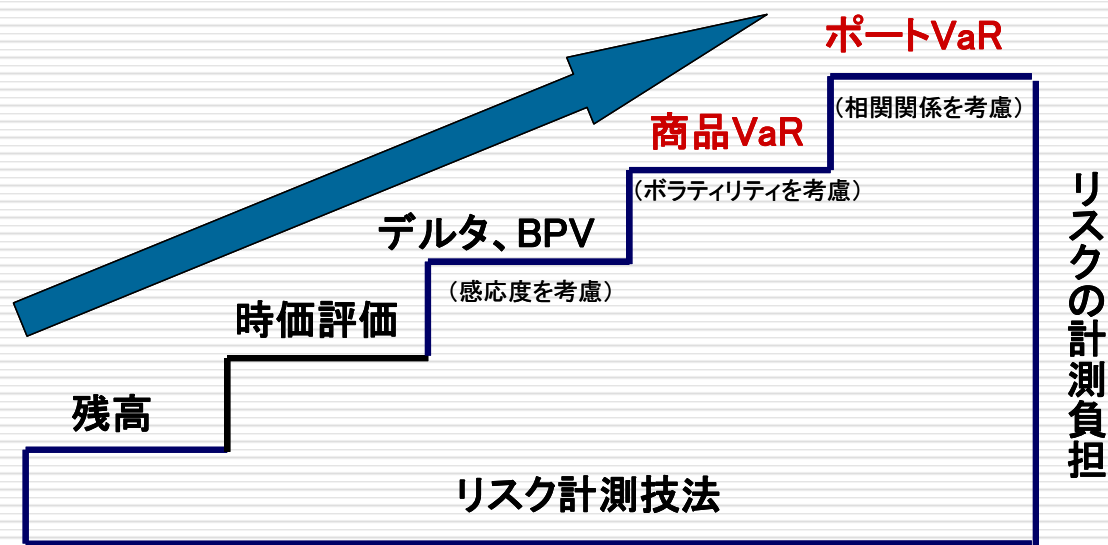 ポートVaR
(相関関係を考慮)
商品VaR
(ボラティリティを考慮)
デルタ、BPV
(感応度を考慮)
時価評価
残高
リスク計測技法
リスクの計測負担